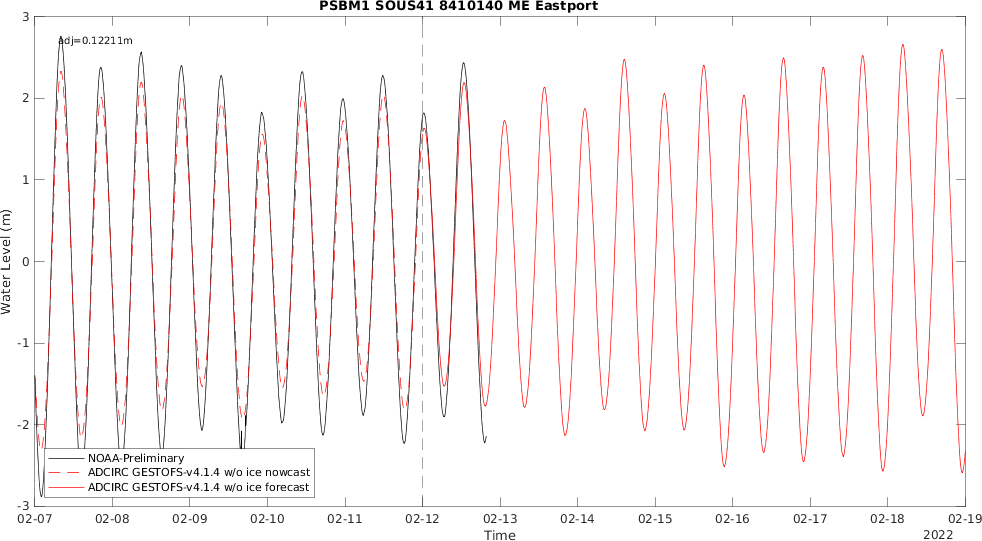 PSBM1 SOUS41 8410140 ME Eastport
adj=0.12211m
Water Level (m)
3
2
1
0
-1
-2
-3
NOAA-Preliminary
ADCIRC GESTOFS-v4.1.4 w/o ice nowcast
ADCIRC GESTOFS-v4.1.4 w/o ice forecast
02-07 02-08 02-09 02-10 02-11 02-12 02-13 02-14 02-15 02-16 02-17 02-18 02-19
Time
2022